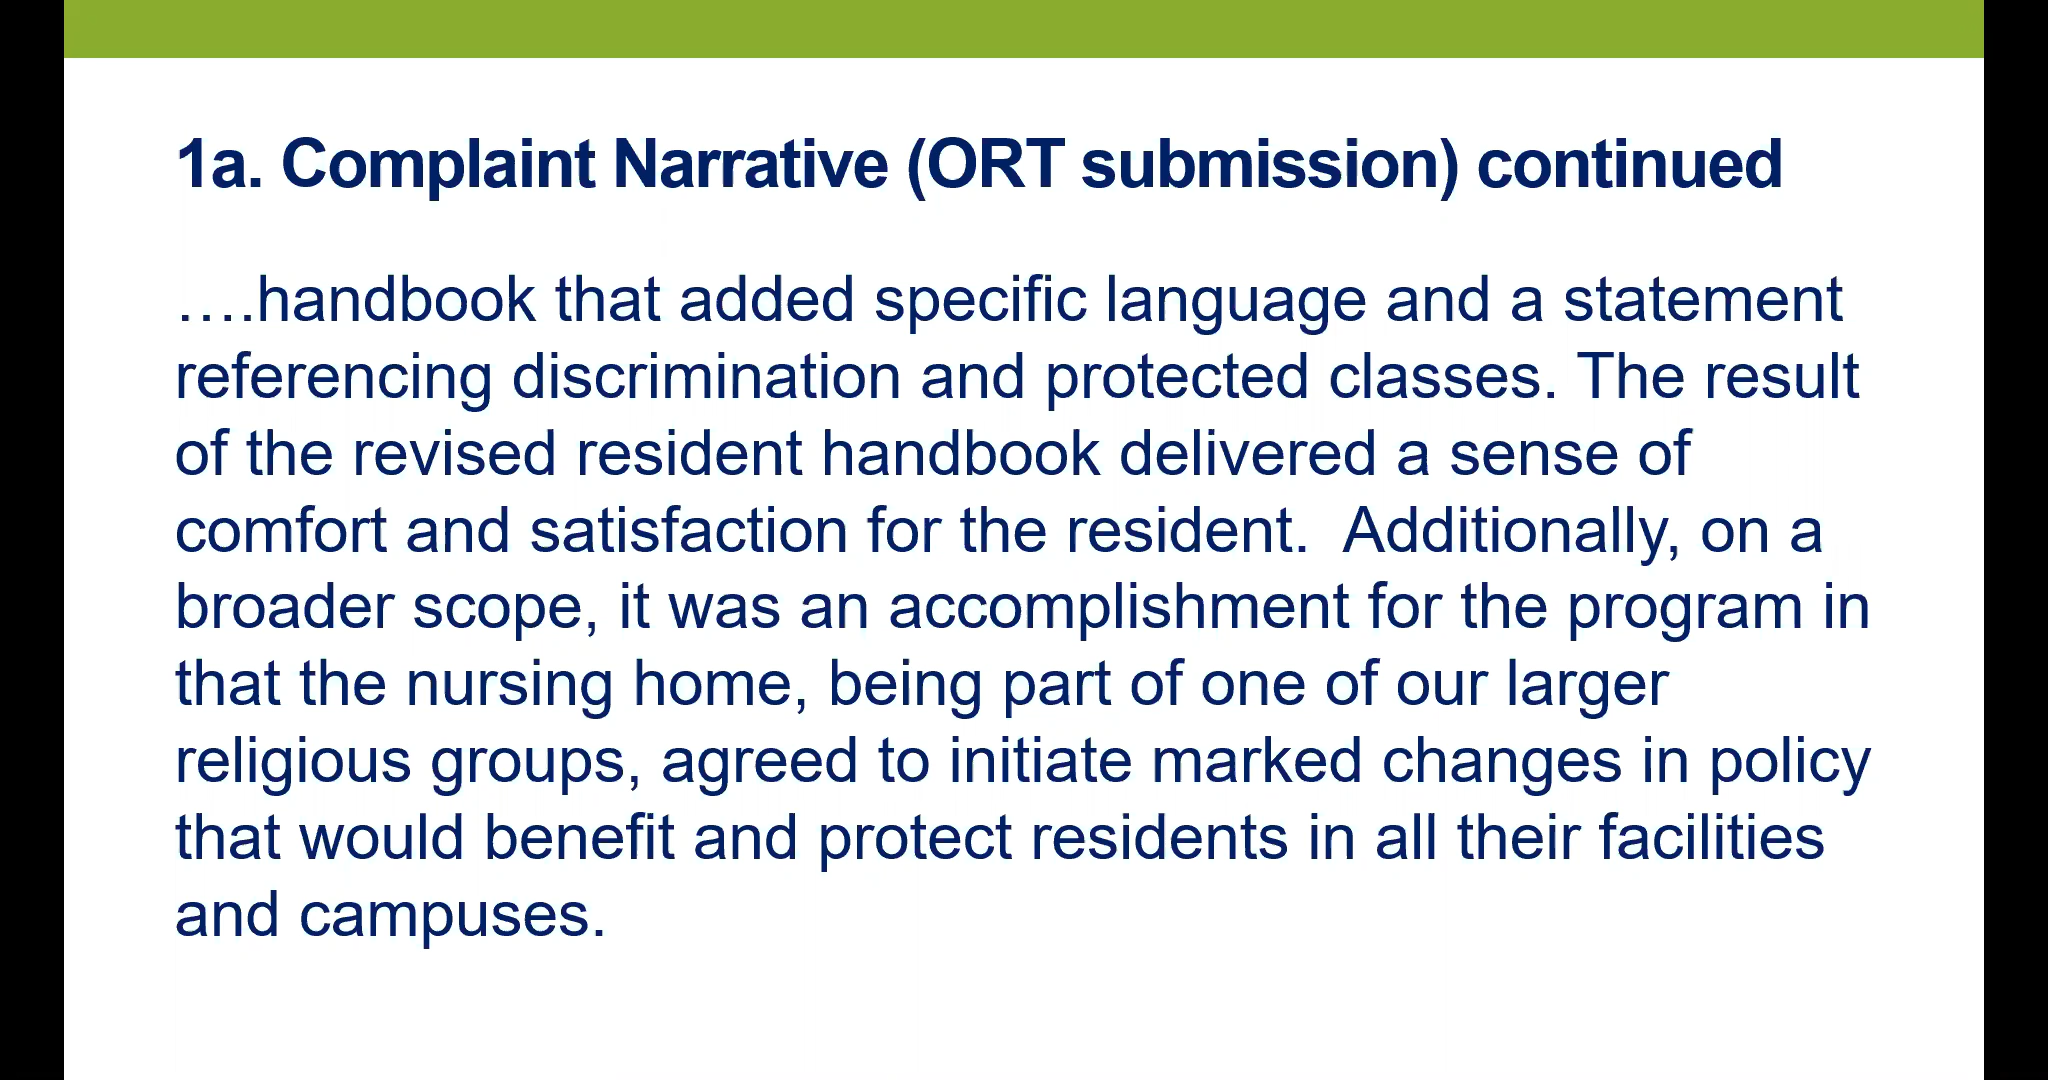 1a. Complaint Narrative (ORT submission) continued
….handbook that added specific language and a statement
referencing discrimination and protected classes. The result
of the revised resident handbook delivered a sense of
comfort and satisfaction for the resident.  Additionally, on a
broader scope, it was an accomplishment for the program in
that the nursing home, being part of one of our larger
religious groups, agreed to initiate marked changes in policy
that would benefit and protect residents in all their facilities
and campuses.